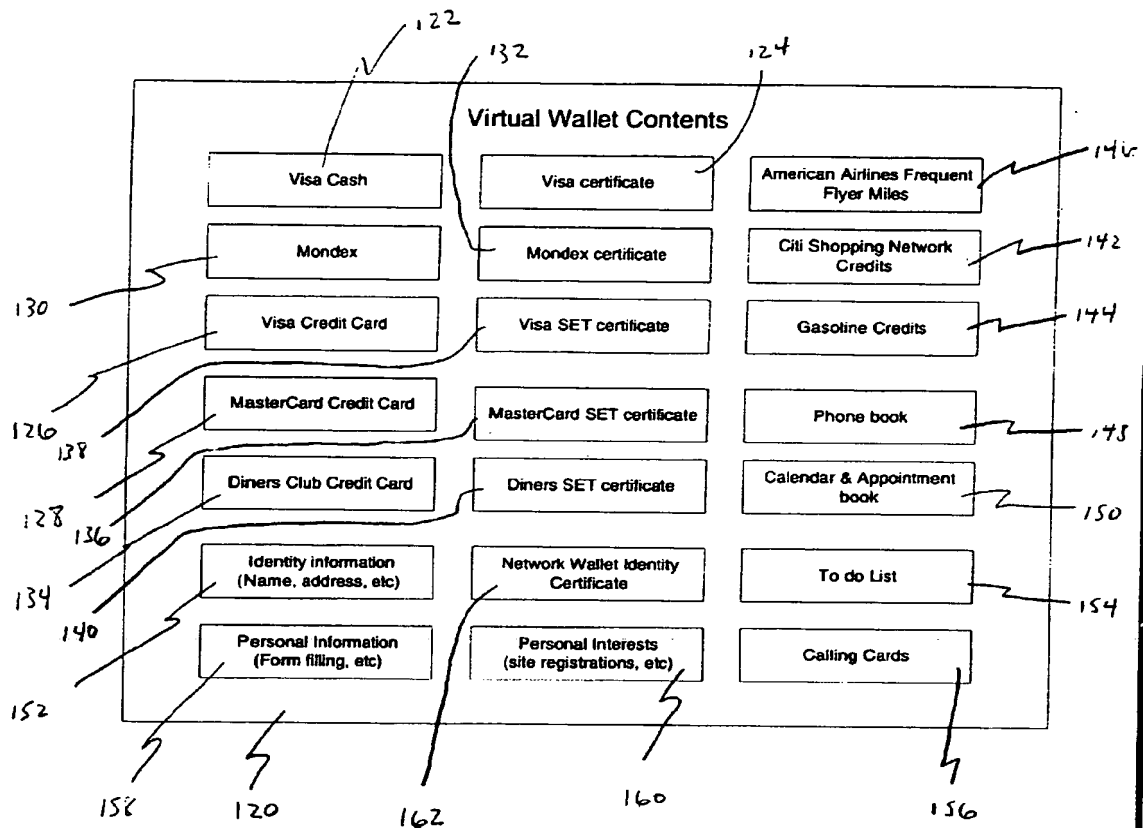 122
132
124
Virtual Wallet Contents
Visa Cash
Visa certificate
American Airlines Frequent
Flyer Miles
Mondex
Mondex certificate
Citi Shopping Network
Credits
142
130
Visa Credit Card
Visa SET certificate
Gasoline Credits
144
126
138
MasterCard Credit Card
MasterCard SET certificate
Phone book
128
136
Diners Club Credit Card
Diners SET certificate
Calendar & Appointment
book
150
134
140
Identity information
(Name, address, etc)
Network Wallet Identity
Certificate
To do List
154
152
Personal Information
(Form filling, etc)
Personal Interests
(site registrations, etc)
Calling Cards
158
120
162
160
156